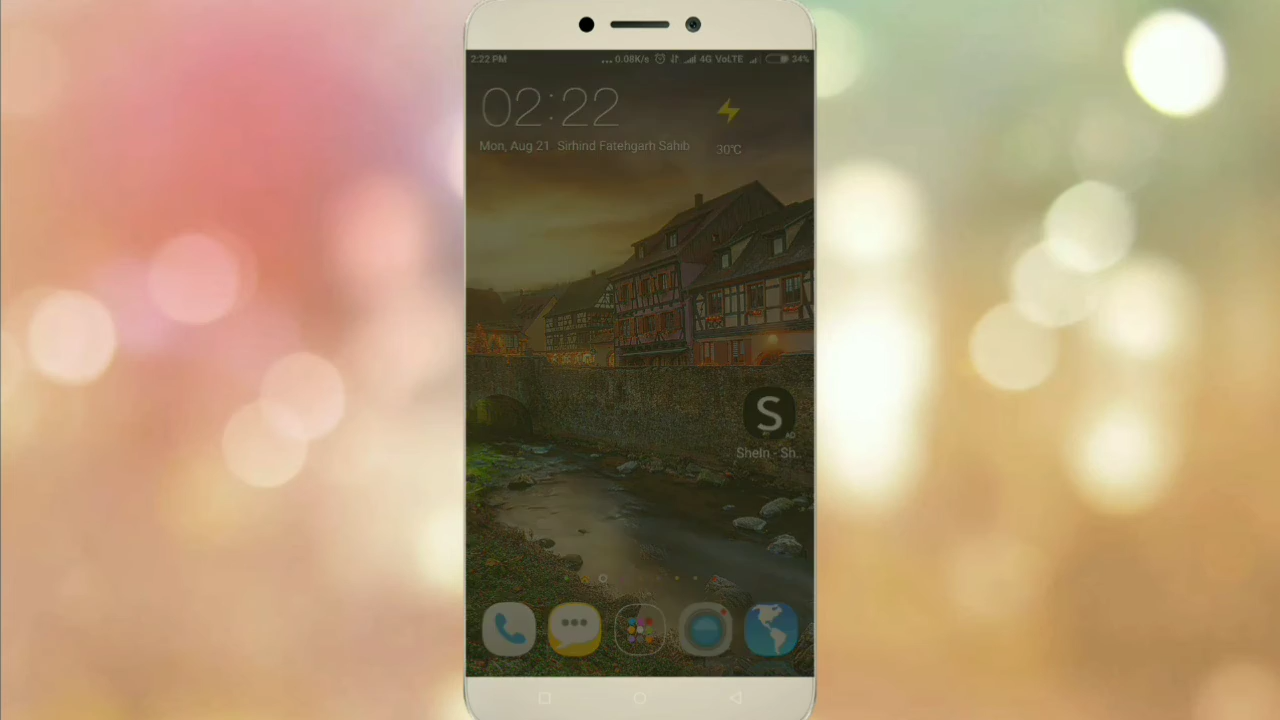 2:22 PM ... 0.08K/s 4G VoLTE 34%
02:22
Mon, Aug 21 Sirhind Fatehgarh Sahib
30°C
S
AD
SheIn - Sh..